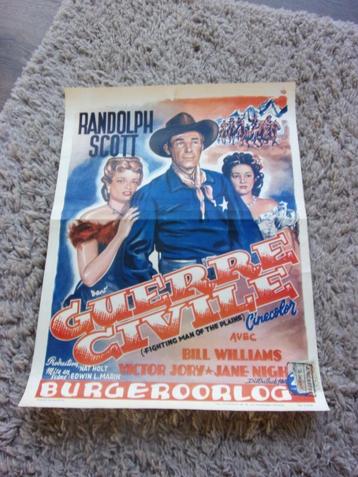 RANDOLPH
SCOTT
dans
GUERRE
CIVILE
(FIGHTING MAN OF THE PLAINS)
Cinecolor
AVEC
BILL WILLIAMS
VICTOR JORY ★ JANE NIGH
Production NAT HOLT
Mise en Scène EDWIN L. MARIN
BURGEROORLOG